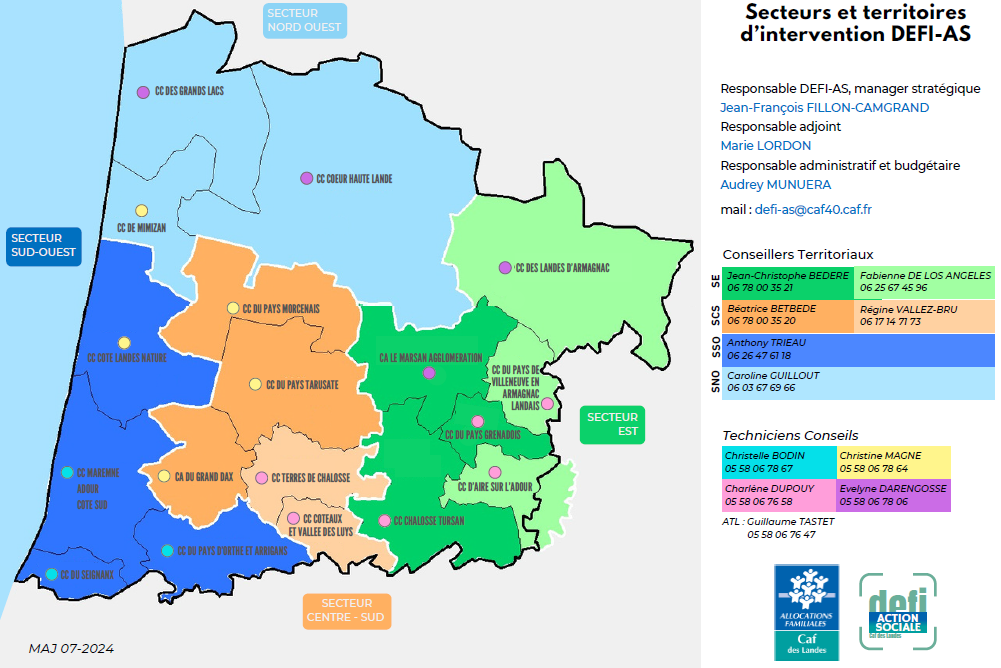 SECTEUR
NORD OUEST
CC DES GRANDS LACS
CC COEUR HAUTE LANDE
CC DE MIMIZAN
SECTEUR
SUD-OUEST
CC DES LANDES D'ARMAGNAC
CC DU PAYS MORCENAIS
CC COTE LANDES NATURE
CA LE MARSAN AGGLOMERATION
CC DU PAYS TARUSATE
CC DU PAYS DE
VILLENEUVE EN
ARMAGNAC
LANDAIS
SECTEUR
EST
CC DU PAYS GRENADOIS
CC MAREMNE
ADOUR
COTE SUD
CA DU GRAND DAX
CC TERRES DE CHALOSSE
CC D'AIRE SUR L'ADOUR
CC COTEAUX
ET VALLEE DES LUYS
CC CHALOSSE TURSAN
CC DU PAYS D'ORTHE ET ARRIGANS
CC DU SEIGNANX
SECTEUR
CENTRE - SUD
MAJ 07-2024
Secteurs et territoires
d'intervention DEFI-AS
Responsable DEFI-AS, manager stratégique
Jean-François FILLON-CAMGRAND
Responsable adjoint
Marie LORDON
Responsable administratif et budgétaire
Audrey MUNUERA
mail : defi-as@caf40.caf.fr
Conseillers Territoriaux
SE
Jean-Christophe BEDERE
06 78 00 35 21
Fabienne DE LOS ANGELES
06 25 67 45 96
SCS
Béatrice BETBEDE
06 78 00 35 20
Régine VALLEZ-BRU
06 17 14 71 73
SSO
Anthony TRIEAU
06 26 47 61 18
SNO
Caroline GUILLOUT
06 03 67 69 66
Techniciens Conseils
Christelle BODIN
05 58 06 78 67
Christine MAGNE
05 58 06 78 64
Charlène DUPOUY
05 58 06 76 58
Evelyne DARENGOSSE
05 58 06 78 06
ATL : Guillaume TASTET
05 58 06 76 47
ALLOCATIONS
FAMILIALES
Caf
des Landes
defi
ACTION
SOCIALE
Caf des Landes